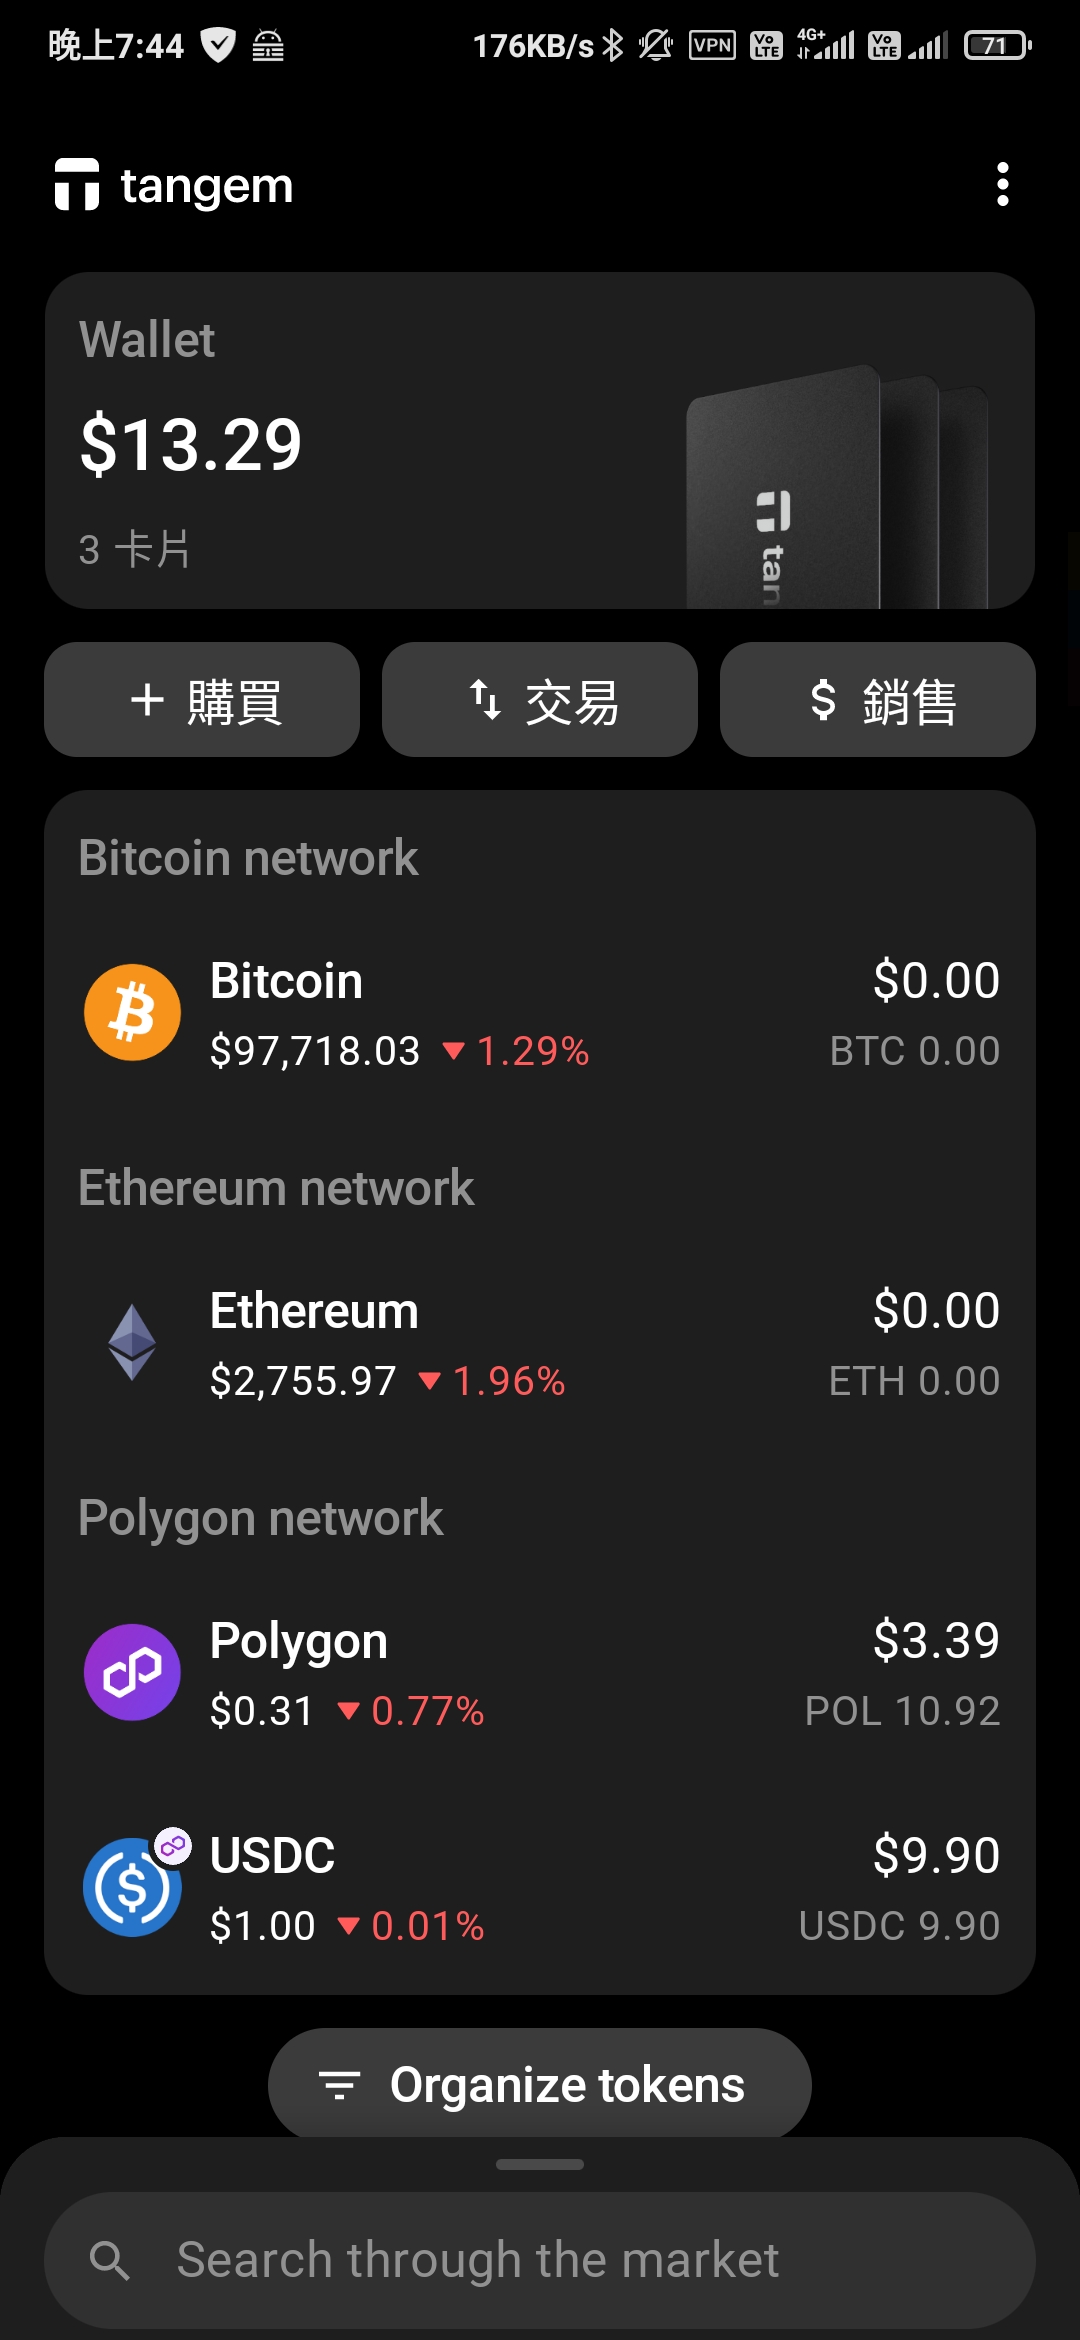 晚上7:44 176KB/s VPN Vo LTE 4G+ Vo LTE 71
tangem
Wallet
$13.29
3 卡片
tan
購買 交易 $ 銷售
Bitcoin network
Bitcoin $0.00
$97,718.03 1.29% BTC 0.00
Ethereum network
Ethereum $0.00
$2,755.97 1.96% ETH 0.00
Polygon network
Polygon $3.39
$0.31 0.77% POL 10.92
USDC $9.90
$1.00 0.01% USDC 9.90
Organize tokens
Search through the market